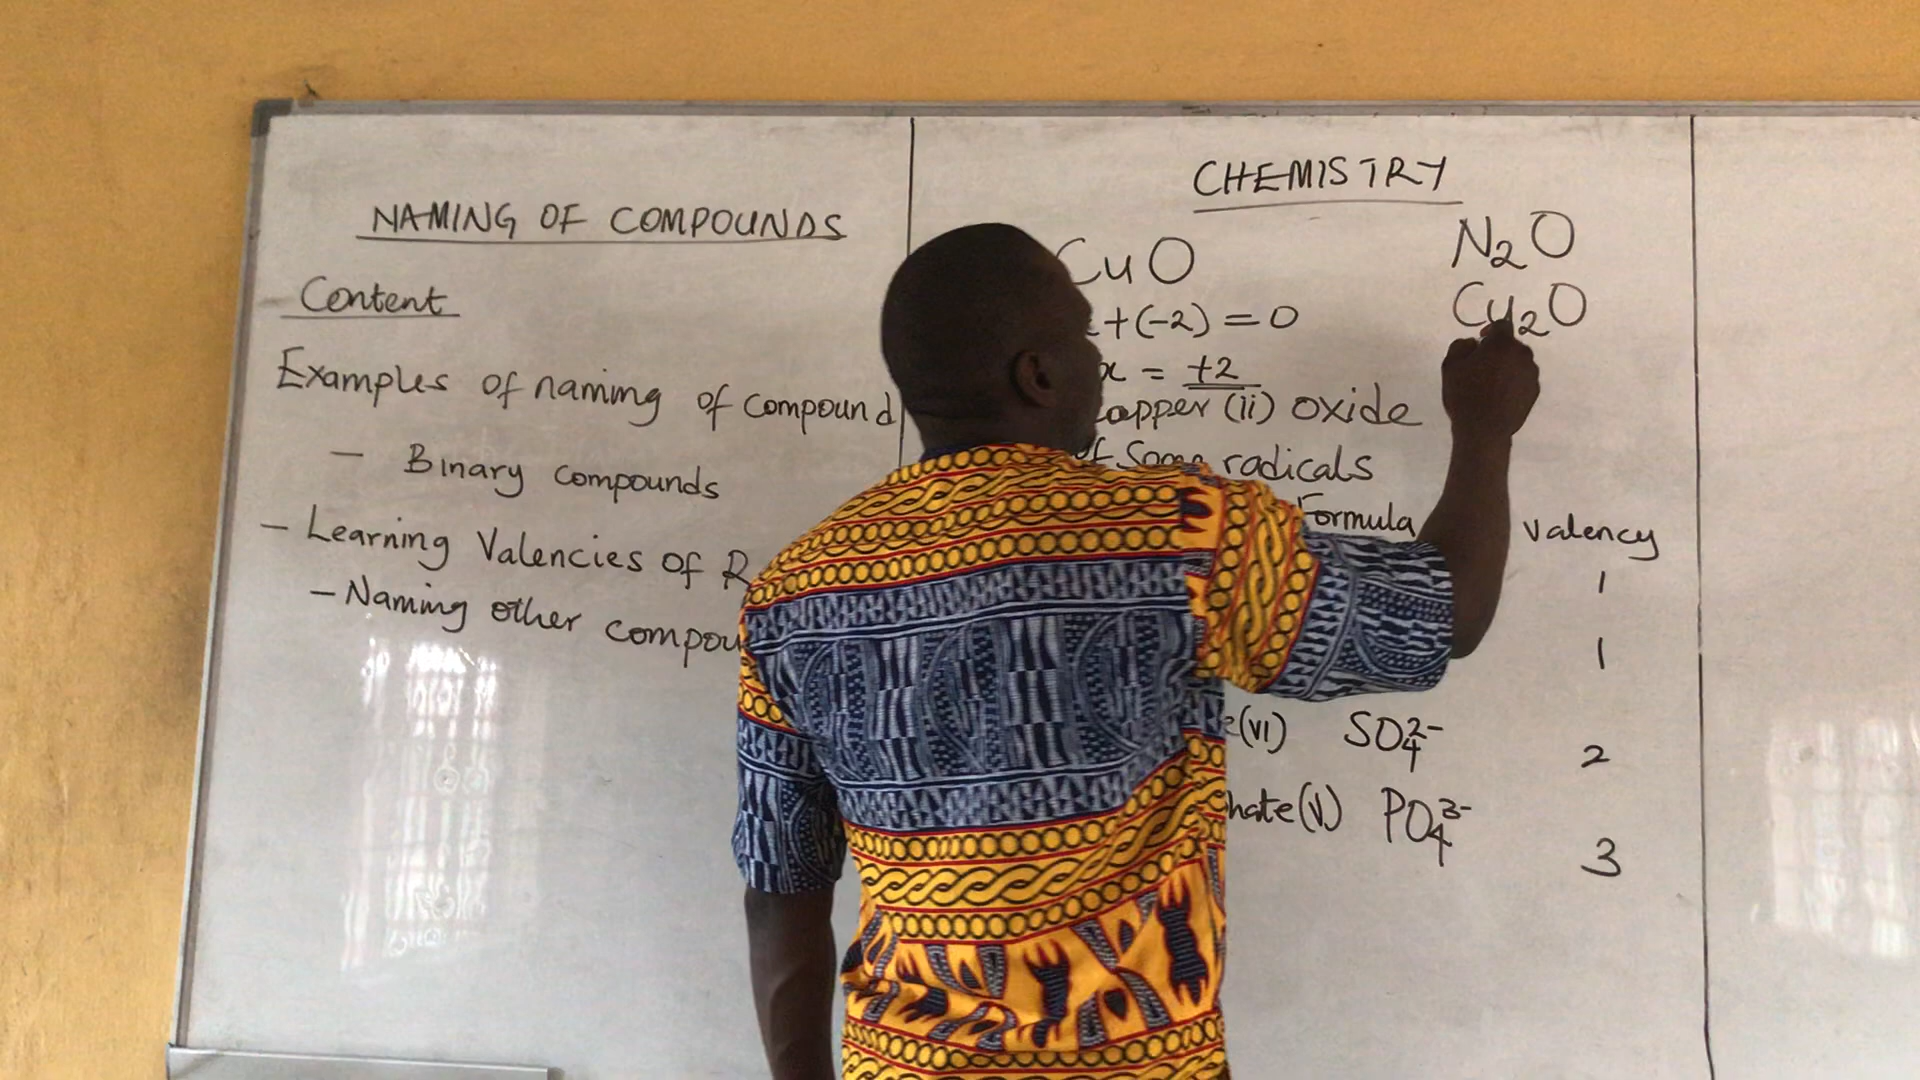 NAMING OF COMPOUNDS
Content
Examples of naming of compound
- Binary compounds
- Learning Valencies of R
- Naming other compou
CHEMISTRY
CuO
+(-2) = 0
x = +2
copper (ii) oxide
of Some radicals
Formula Valency
1
1
(vi) SO₄²⁻ 2
hate(v) PO₄³⁻ 3
N₂O
Cu₂O